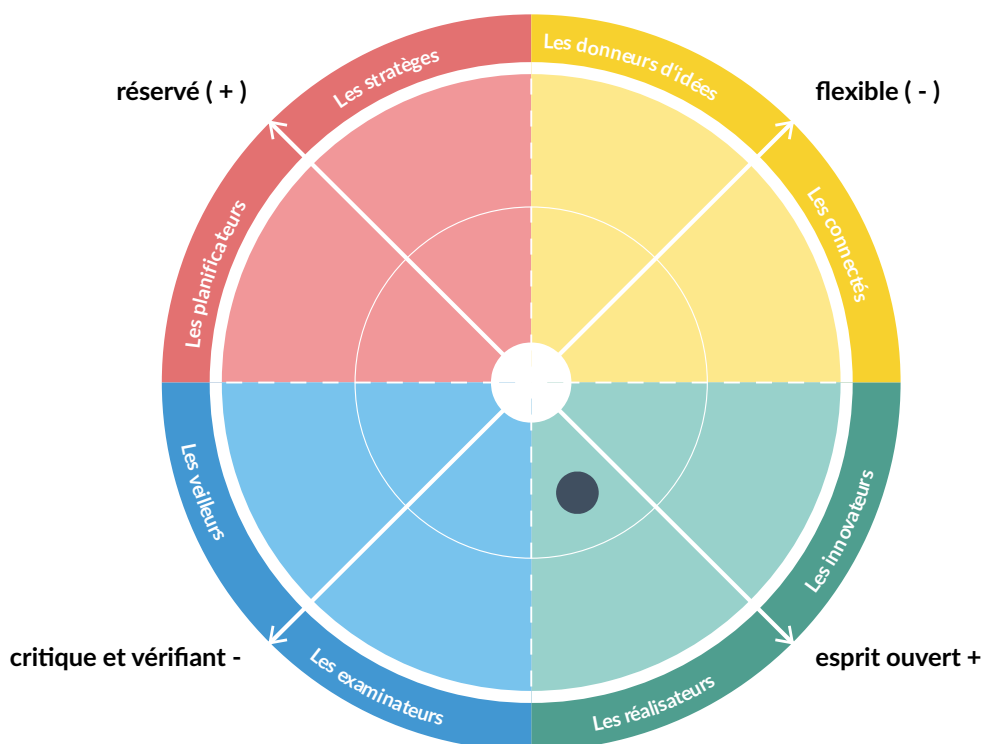 Les stratèges
Les donneurs d'idées
réservé ( + )
flexible ( - )
Les planificateurs
Les connectés
Les veilleurs
Les innovateurs
critique et vérifiant -
esprit ouvert +
Les examinateurs
Les réalisateurs